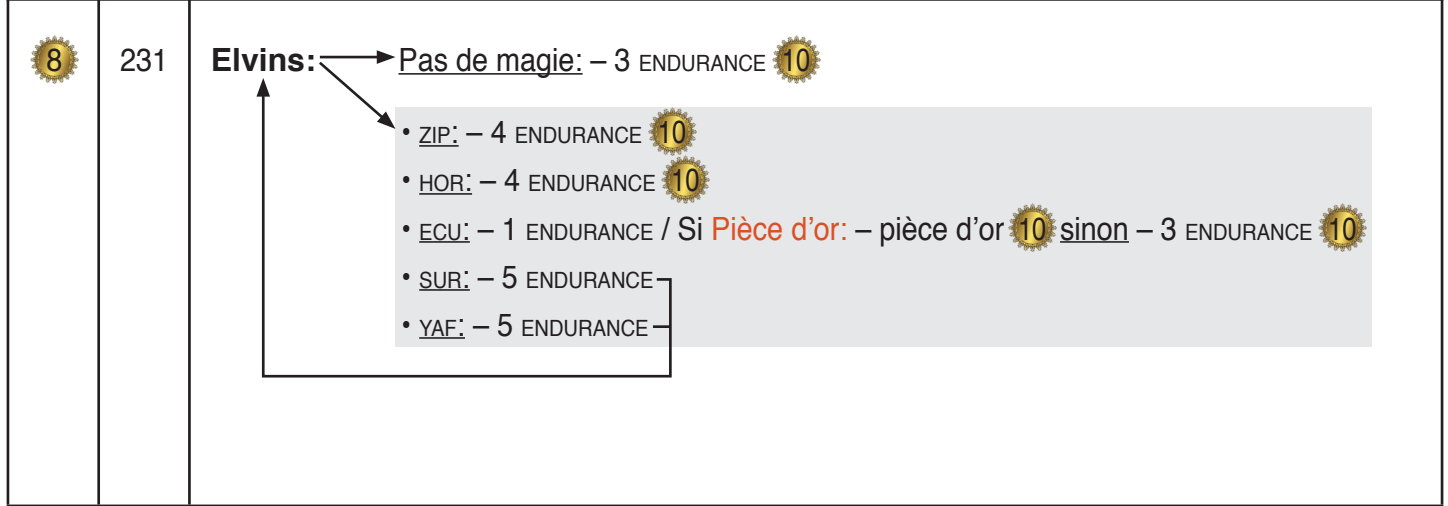 8 231 Elvins: Pas de magie: – 3 ENDURANCE 10
• ZIP: – 4 ENDURANCE 10
• HOR: – 4 ENDURANCE 10
• ECU: – 1 ENDURANCE / Si Pièce d’or: – pièce d’or 10 sinon – 3 ENDURANCE 10
• SUR: – 5 ENDURANCE
• YAF: – 5 ENDURANCE